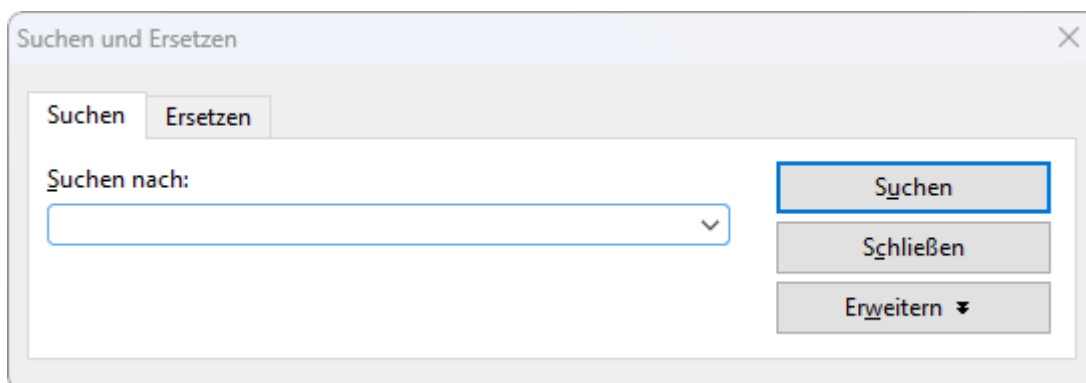 Suchen und Ersetzen
Suchen
Ersetzen
Suchen nach:
Suchen
Schließen
Erweitern